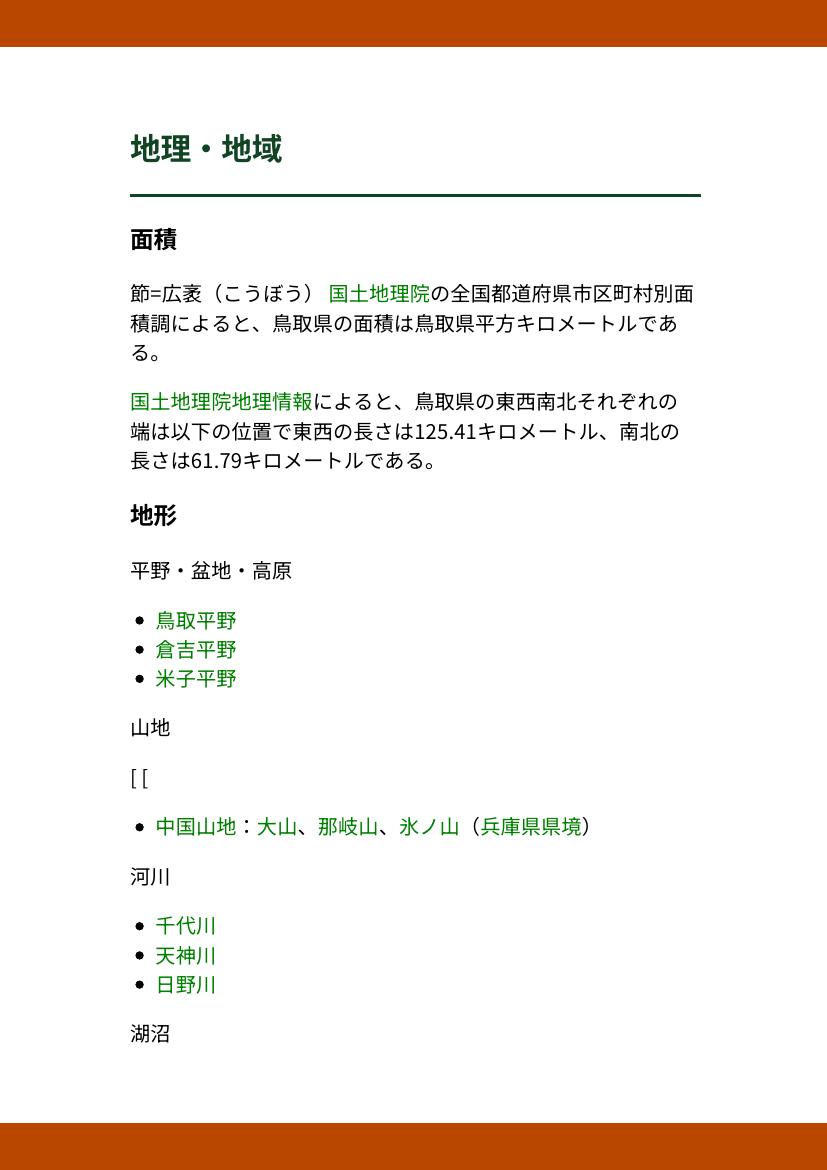 地理・地域
面積
節=広袤（こうぼう） 国土地理院の全国都道府県市区町村別面
積調によると、鳥取県の面積は鳥取県平方キロメートルであ
る。
国土地理院地理情報によると、鳥取県の東西南北それぞれの
端は以下の位置で東西の長さは125.41キロメートル、南北の
長さは61.79キロメートルである。
地形
平野・盆地・高原
• 鳥取平野
• 倉吉平野
• 米子平野
山地
[ [
• 中国山地：大山、那岐山、氷ノ山（兵庫県県境）
河川
• 千代川
• 天神川
• 日野川
湖沼